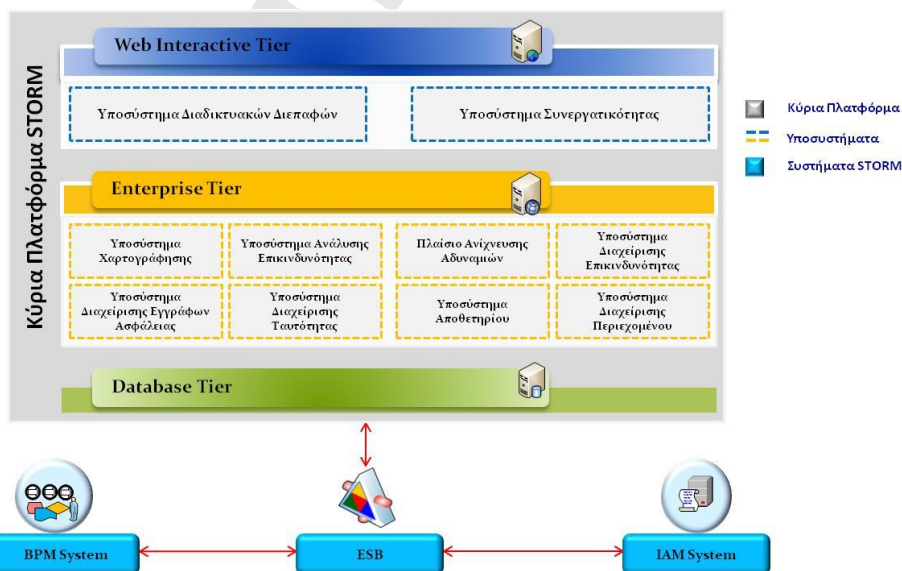 Κύρια Πλατφόρμα STORM
Web Interactive Tier
Υποσύστημα Διαδικτυακών Διεπαφών
Υποσύστημα Συνεργατικότητας
Enterprise Tier
Υποσύστημα
Χαρτογράφησης
Υποσύστημα Ανάλυσης
Επικινδυνότητας
Πλαίσιο Ανίχνευσης
Αδυναμιών
Υποσύστημα
Διαχείρισης
Επικινδυνότητας
Υποσύστημα
Διαχείρισης Εγγράφων
Ασφάλειας
Υποσύστημα
Διαχείρισης
Ταυτότητας
Υποσύστημα
Αποθετηρίου
Υποσύστημα
Διαχείρισης
Περιεχομένου
Database Tier
Κύρια Πλατφόρμα
Υποσυστήματα
Συστήματα STORM
BPM System
ESB
IAM System